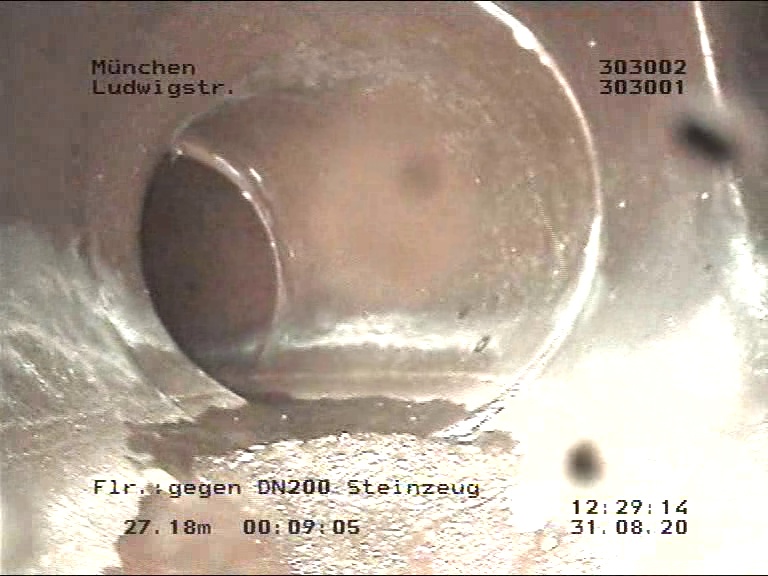 München
Ludwigstr.
303002
303001
Flr.:gegen DN200 Steinzeug
27.18m 00:09:05
12:29:14
31.08.20